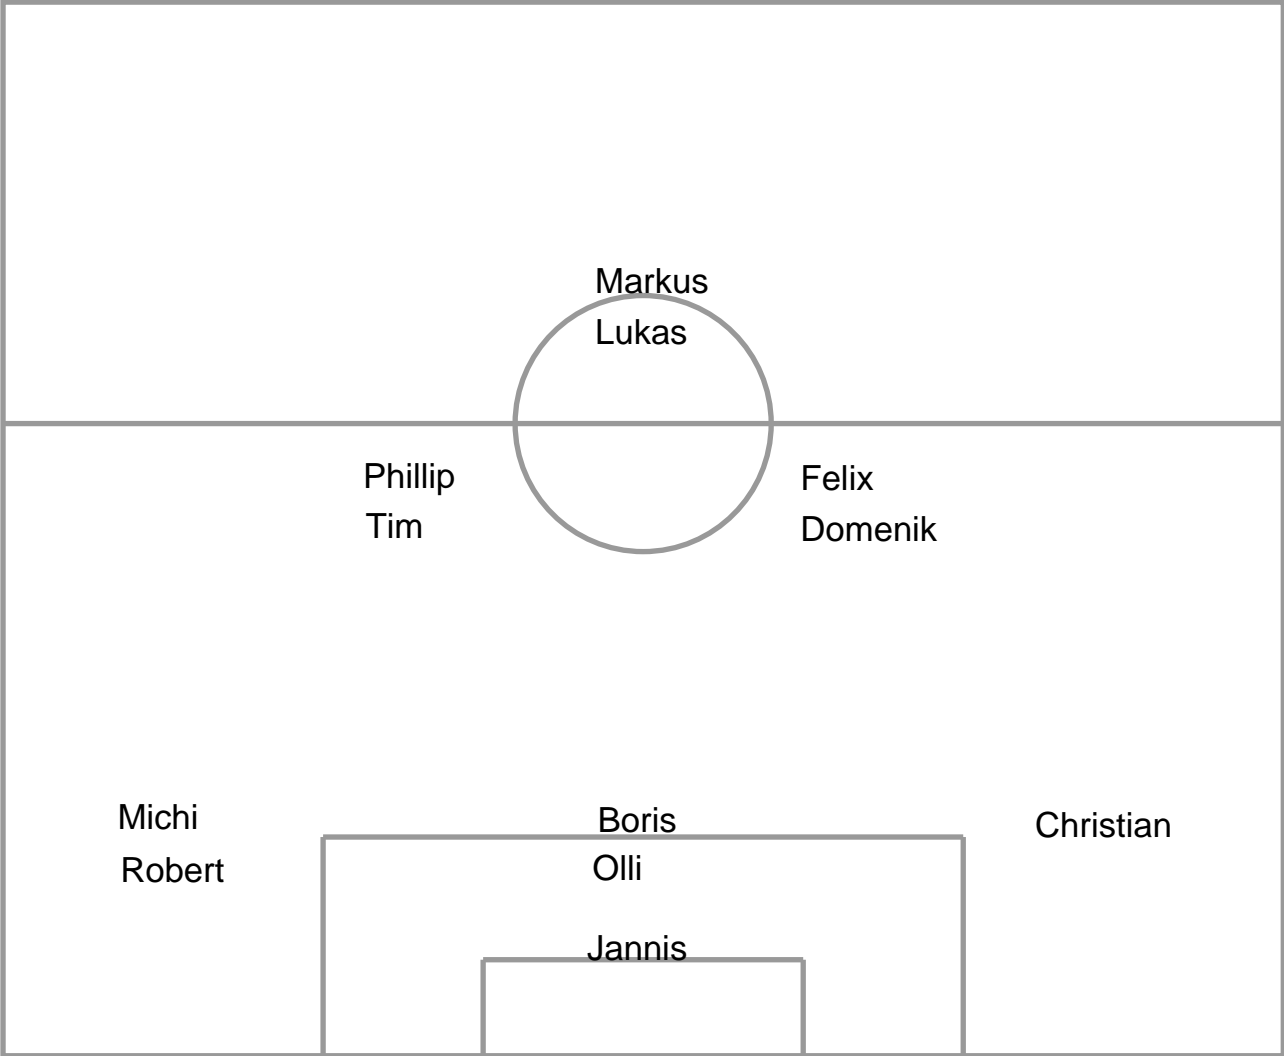 Markus
Lukas
Phillip
Tim
Felix
Domenik
Michi
Robert
Boris
Olli
Christian
Jannis